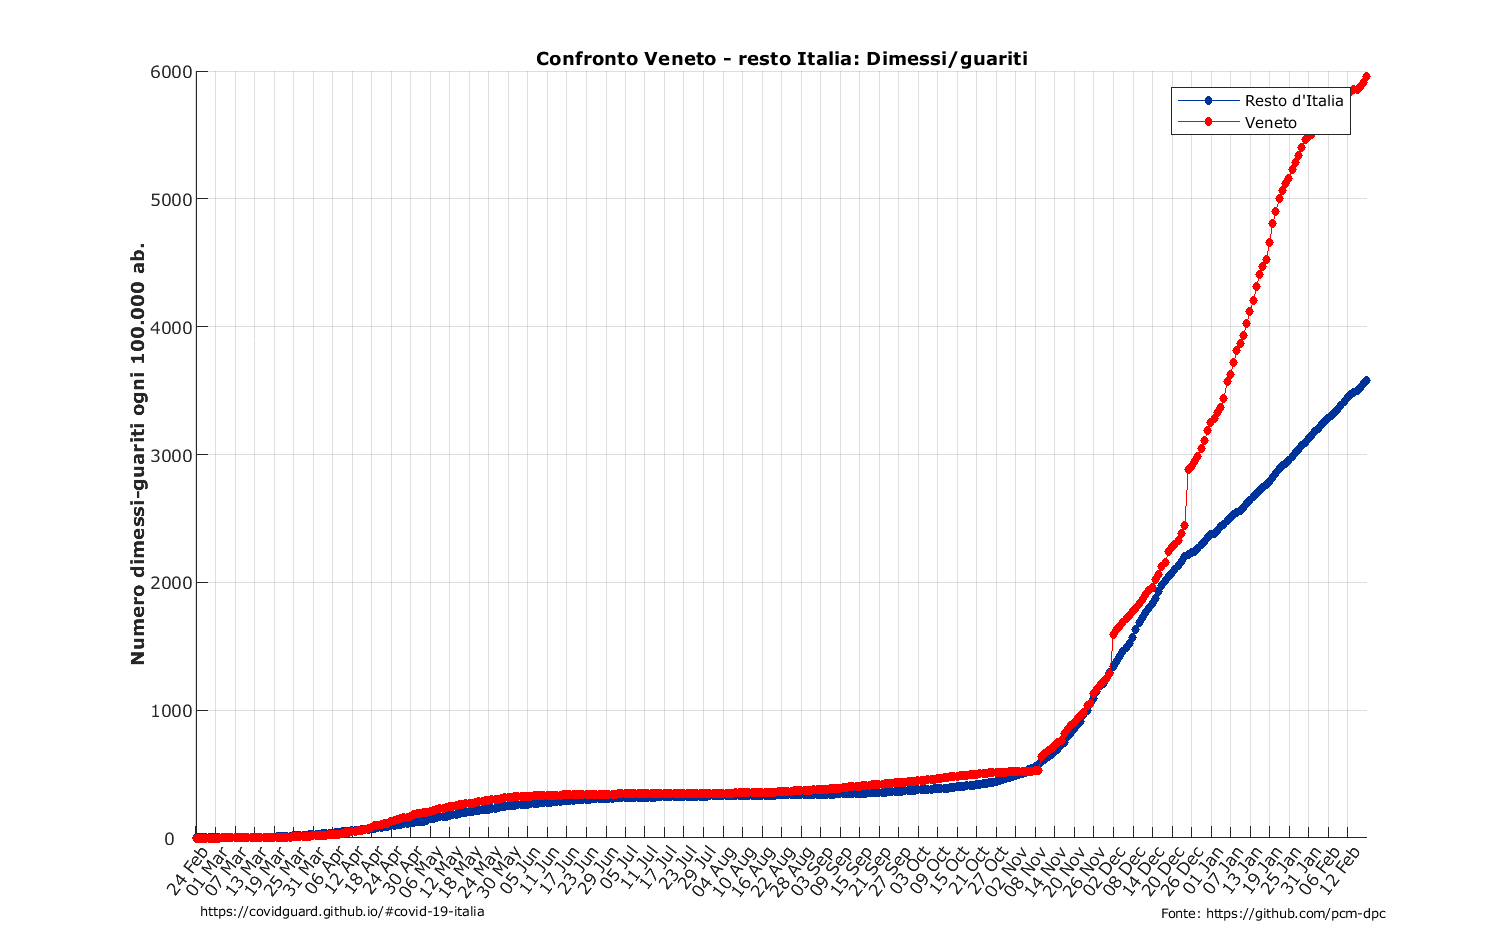 Confronto Veneto - resto Italia: Dimessi/guariti
Numero dimessi-guariti ogni 100.000 ab.
6000
5000
4000
3000
2000
1000
0
Resto d'Italia
Veneto
24 Feb
01 Mar
07 Mar
13 Mar
19 Mar
25 Mar
31 Mar
06 Apr
12 Apr
18 Apr
24 Apr
30 Apr
06 May
12 May
18 May
24 May
30 May
05 Jun
11 Jun
17 Jun
23 Jun
29 Jun
05 Jul
11 Jul
17 Jul
23 Jul
29 Jul
04 Aug
10 Aug
16 Aug
22 Aug
28 Aug
03 Sep
09 Sep
15 Sep
21 Sep
27 Sep
03 Oct
09 Oct
15 Oct
21 Oct
27 Oct
02 Nov
08 Nov
14 Nov
20 Nov
26 Nov
02 Dec
08 Dec
14 Dec
20 Dec
26 Dec
01 Jan
07 Jan
13 Jan
19 Jan
25 Jan
31 Jan
06 Feb
12 Feb
https://covidguard.github.io/#covid-19-italia
Fonte: https://github.com/pcm-dpc